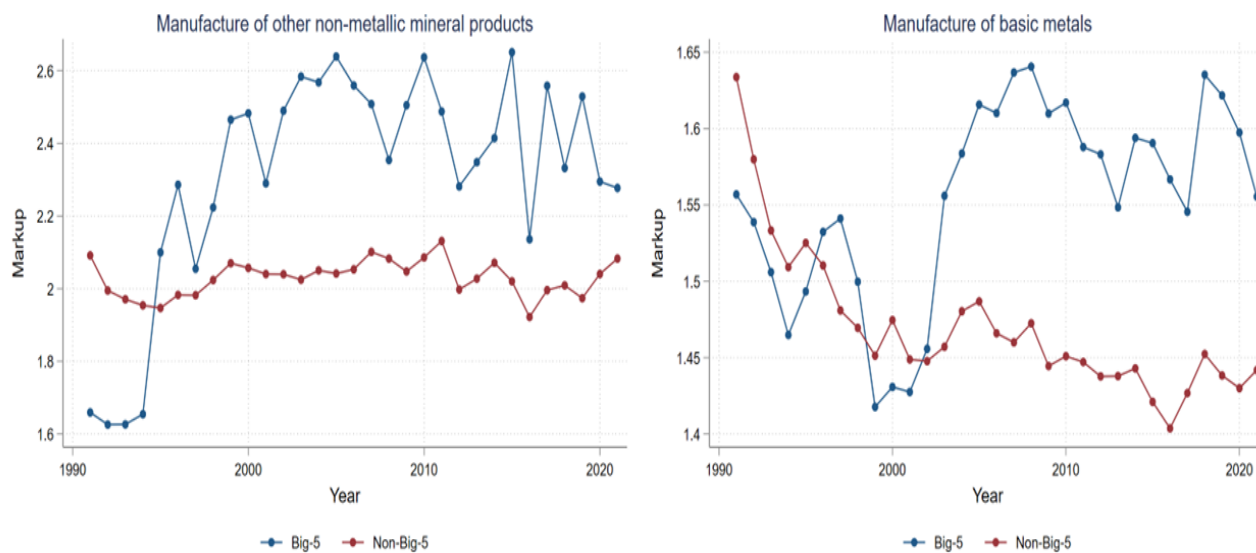 Manufacture of other non-metallic mineral products
2.6
2.4
2.2
2
1.8
1.6
Markup
1990
2000
2010
2020
Year
Big-5
Non-Big-5
Manufacture of basic metals
1.65
1.6
1.55
1.5
1.45
1.4
Markup
1990
2000
2010
2020
Year
Big-5
Non-Big-5